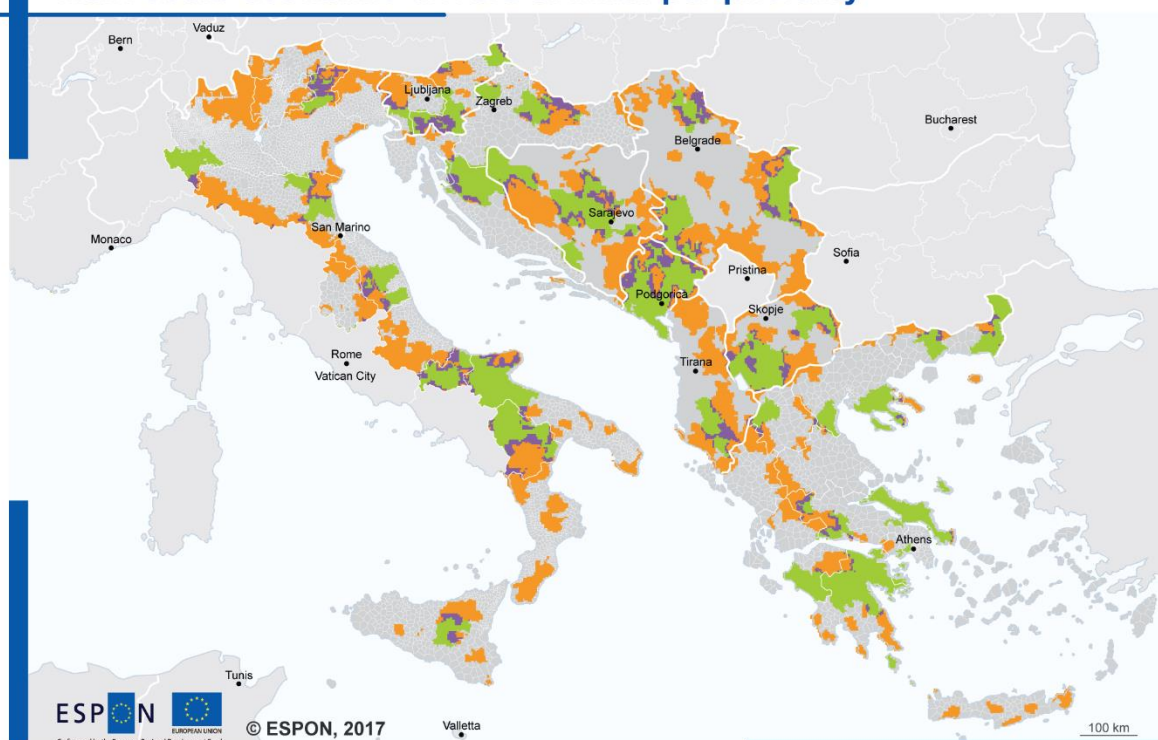 Vaduz
Bern
Ljubljana
Zagreb
Bucharest
Belgrade
Sarajevo
San Marino
Monaco
Sofia
Pristina
Podgorica
Skopje
Rome
Vatican City
Tirana
Athens
Tunis
ESPON
EUROPEAN UNION
© ESPON, 2017
Valletta
100 km